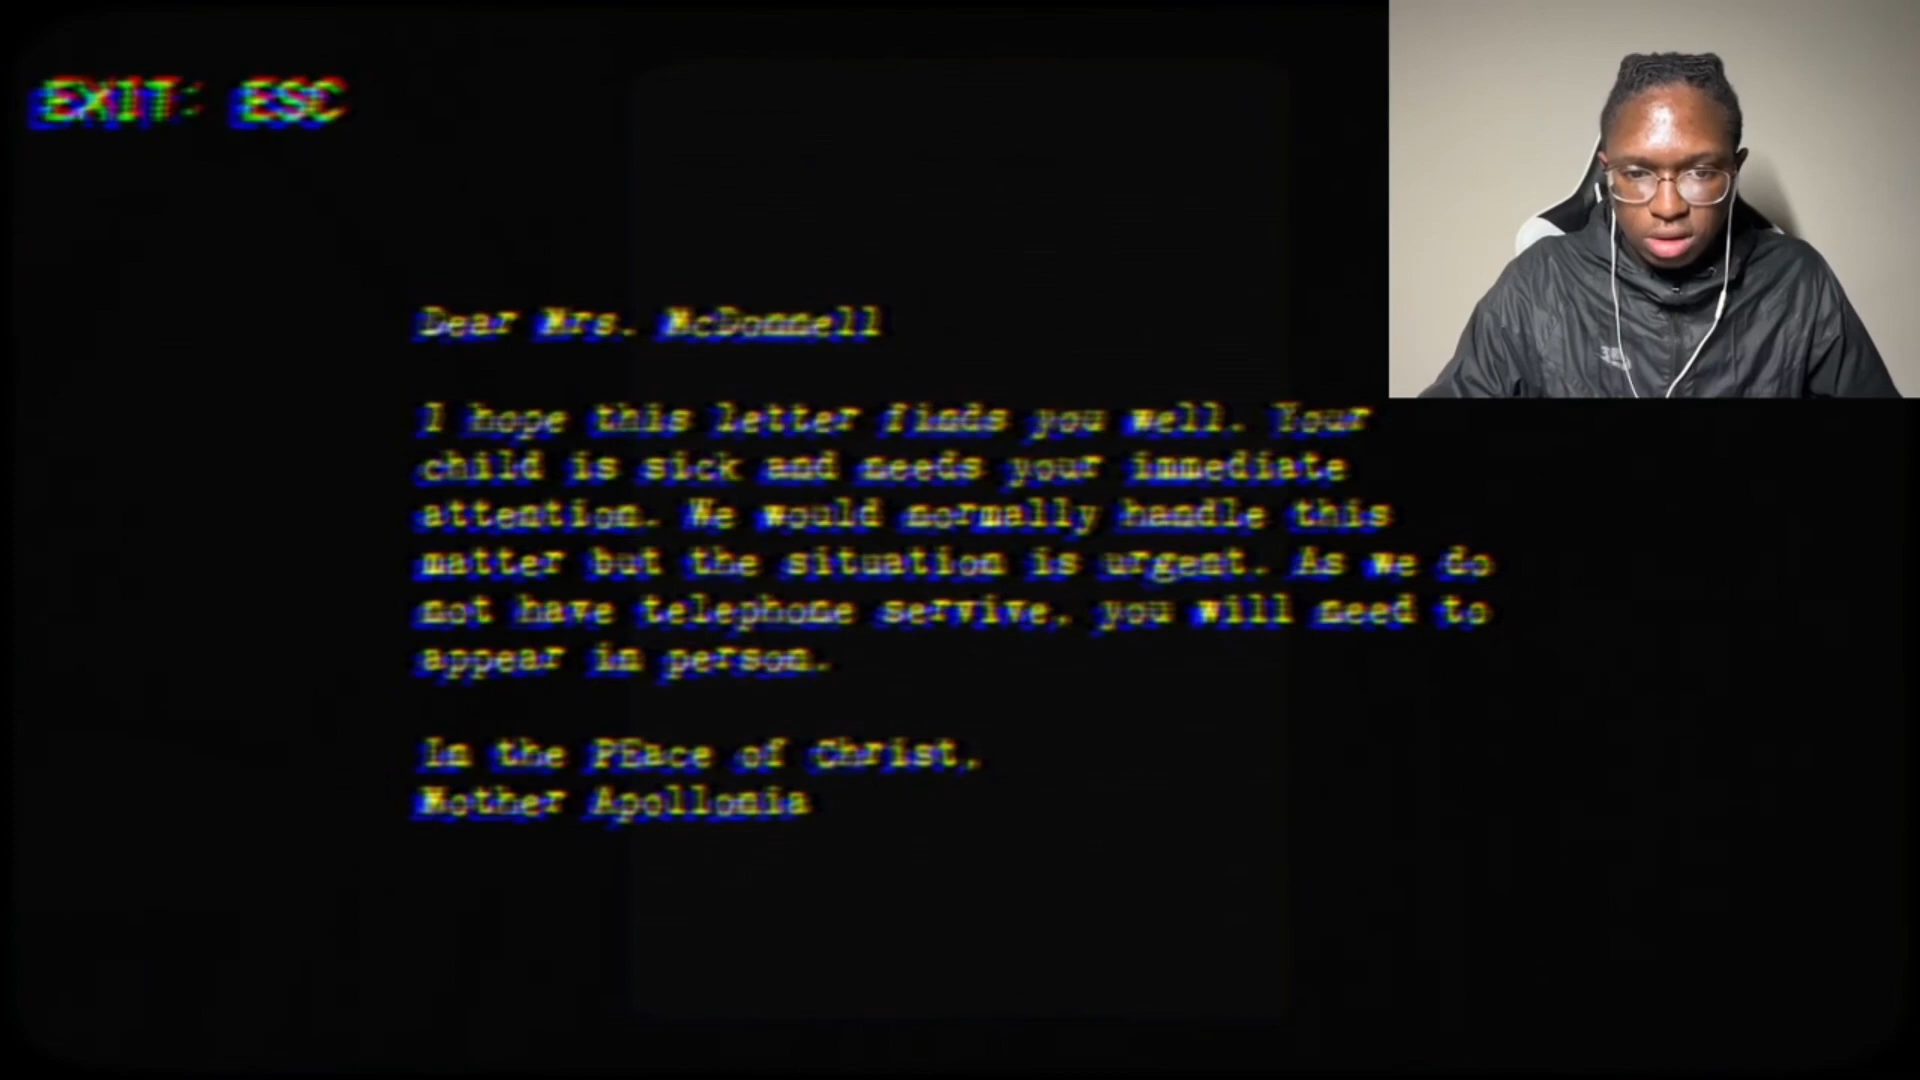 EXIT: ESC
Dear Mrs. McDonnell
I hope this letter finds you well. Your
child is sick and needs your immediate
attention. We would normally handle this
matter but the situation is urgent. As we do
not have telephone servive, you will need to
appear in person.
In the PEace of Christ,
Mother Apollonia